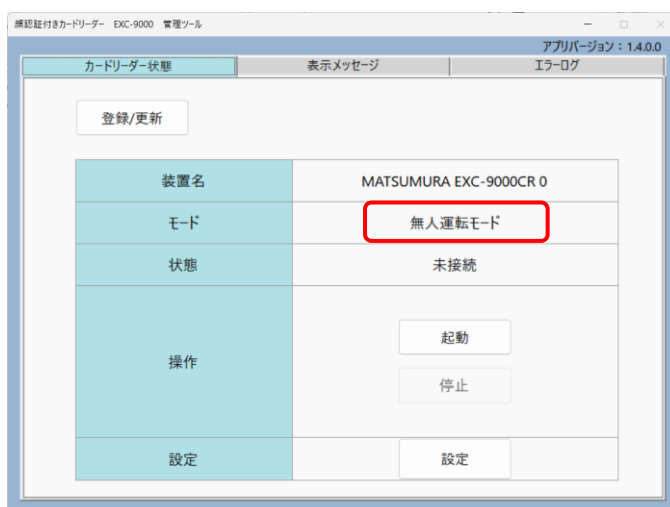 顔認証付きカードリーダー EXC-9000 管理ツール
アプリバージョン：1.4.0.0
カードリーダー状態 表示メッセージ エラーログ
登録/更新
装置名 MATSUMURA EXC-9000CR 0
モード 無人運転モード
状態 未接続
操作 起動
停止
設定 設定